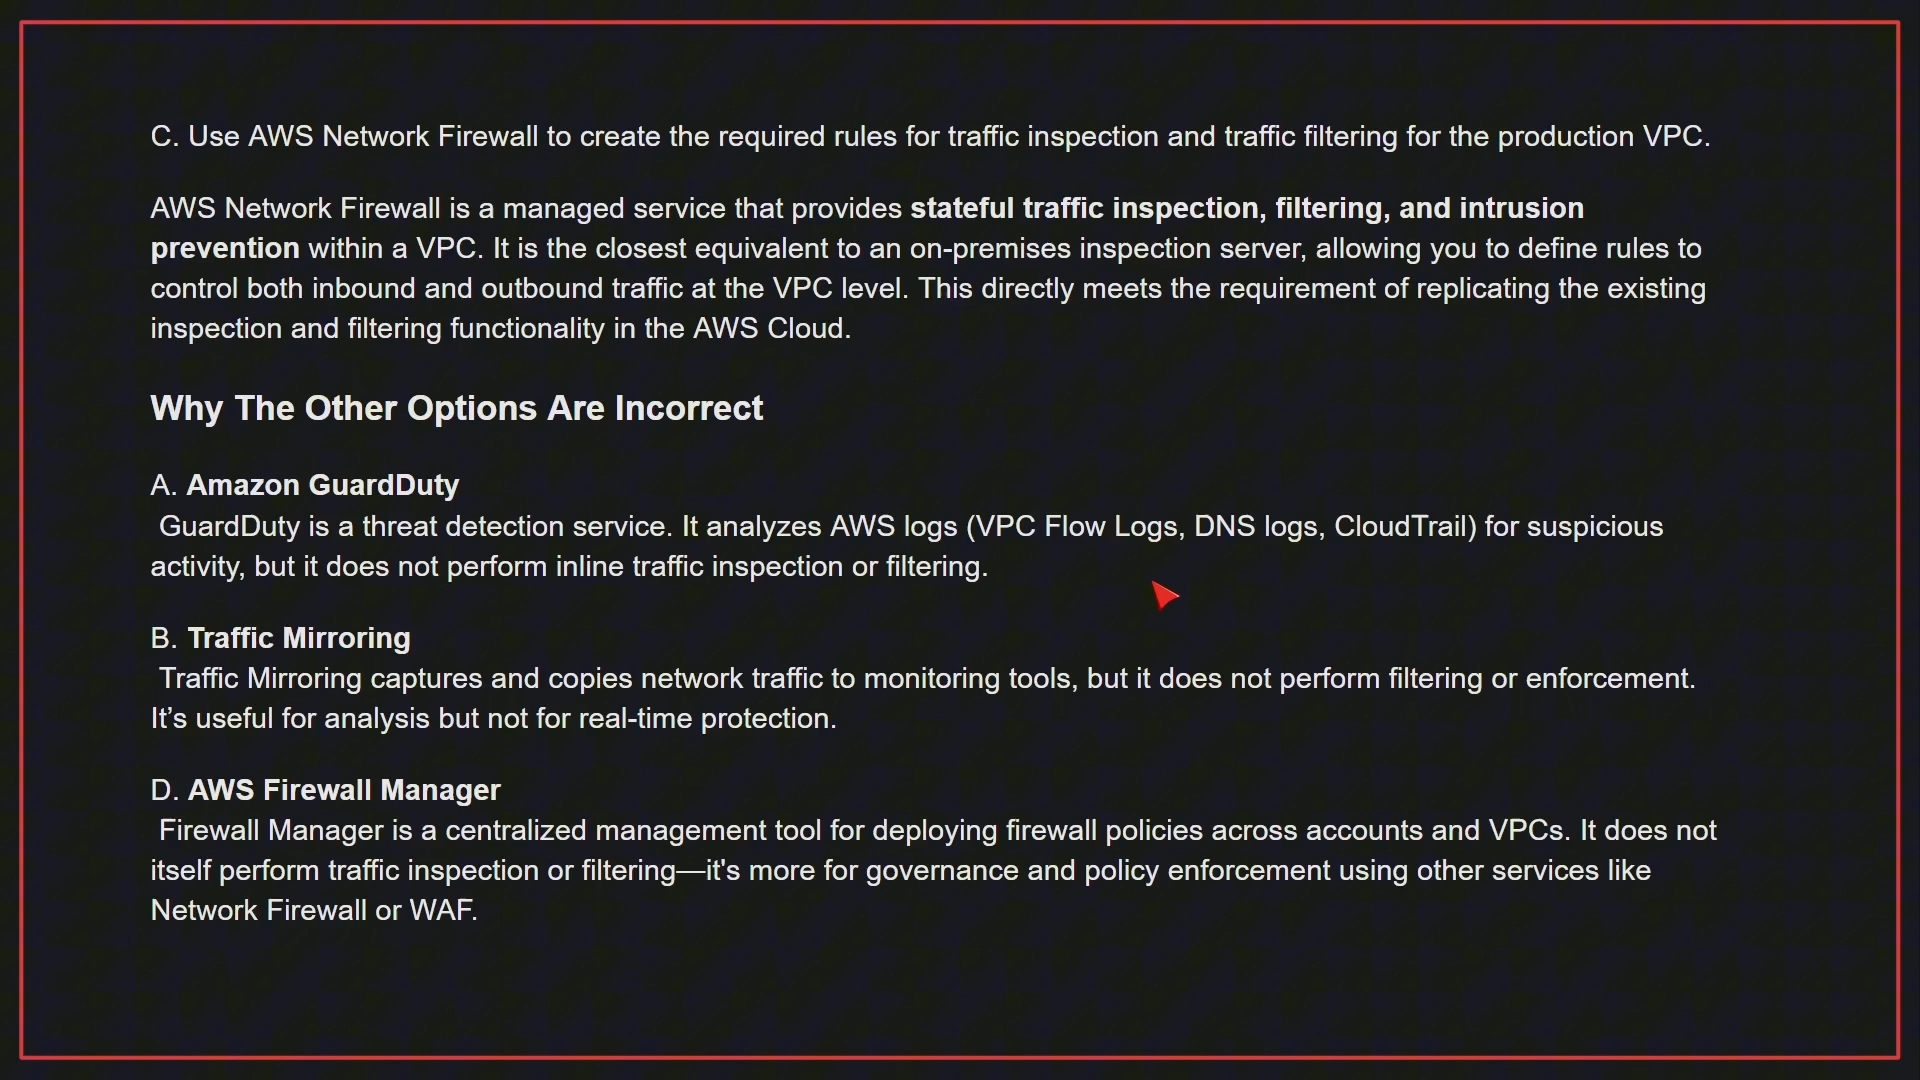 C. Use AWS Network Firewall to create the required rules for traffic inspection and traffic filtering for the production VPC.
AWS Network Firewall is a managed service that provides stateful traffic inspection, filtering, and intrusion
prevention within a VPC. It is the closest equivalent to an on-premises inspection server, allowing you to define rules to
control both inbound and outbound traffic at the VPC level. This directly meets the requirement of replicating the existing
inspection and filtering functionality in the AWS Cloud.
Why The Other Options Are Incorrect
A. Amazon GuardDuty
GuardDuty is a threat detection service. It analyzes AWS logs (VPC Flow Logs, DNS logs, CloudTrail) for suspicious
activity, but it does not perform inline traffic inspection or filtering.
B. Traffic Mirroring
Traffic Mirroring captures and copies network traffic to monitoring tools, but it does not perform filtering or enforcement.
It’s useful for analysis but not for real-time protection.
D. AWS Firewall Manager
Firewall Manager is a centralized management tool for deploying firewall policies across accounts and VPCs. It does not
itself perform traffic inspection or filtering—it's more for governance and policy enforcement using other services like
Network Firewall or WAF.